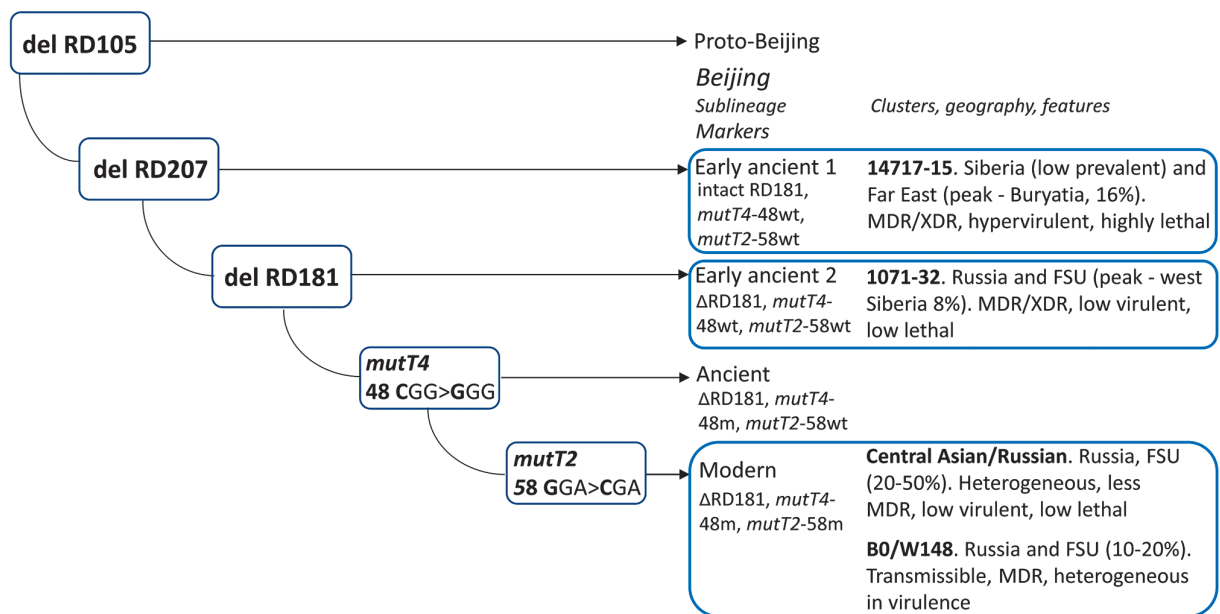 del RD105
Proto-Beijing
Beijing
Sublineage
Markers
Clusters, geography, features
del RD207
Early ancient 1
intact RD181,
mutT4-48wt,
mutT2-58wt
14717-15. Siberia (low prevalent) and
Far East (peak - Buryatia, 16%).
MDR/XDR, hypervirulent, highly lethal
del RD181
Early ancient 2
ΔRD181, mutT4-
48wt, mutT2-58wt
1071-32. Russia and FSU (peak - west
Siberia 8%). MDR/XDR, low virulent,
low lethal
mutT4
48 CGG>GGG
Ancient
ΔRD181, mutT4-
48m, mutT2-58wt
mutT2
58 GGA>CGA
Modern
ΔRD181, mutT4-
48m, mutT2-58m
Central Asian/Russian. Russia, FSU
(20-50%). Heterogeneous, less
MDR, low virulent, low lethal
B0/W148. Russia and FSU (10-20%).
Transmissible, MDR, heterogeneous
in virulence